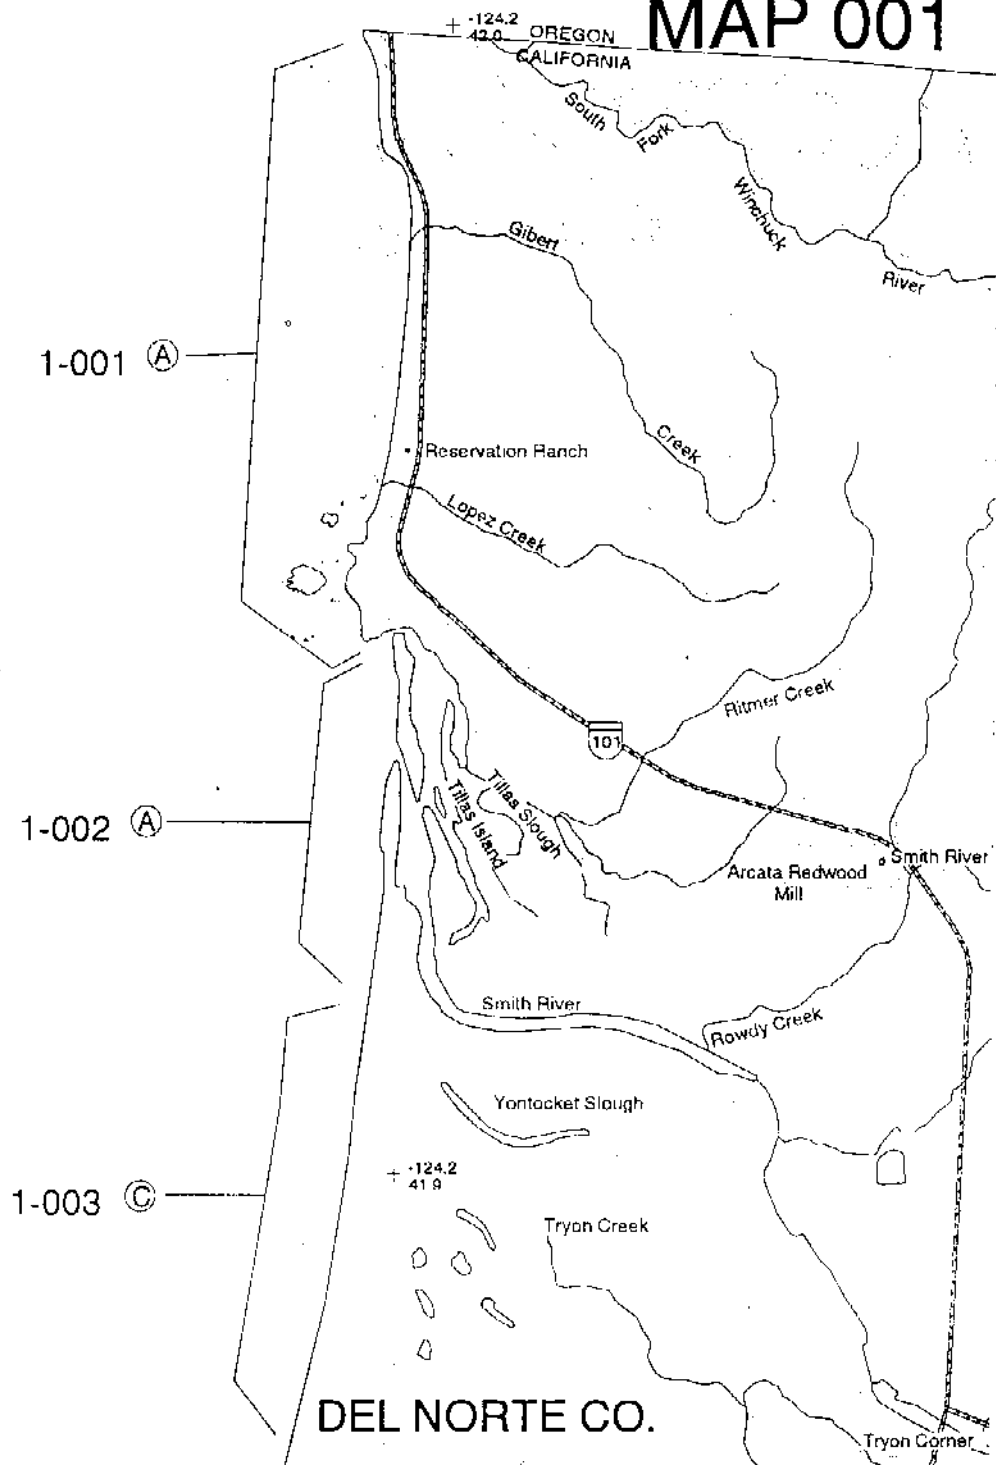 MAP 001
-124.2
42.0
OREGON
CALIFORNIA
South
Fork
Winchuck
River
Gibert
Creek
1-001 Ⓐ
Reservation Ranch
Lopez Creek
Ritmer Creek
101
Tillas Slough
Tillas Island
1-002 Ⓐ
Smith River
Arcata Redwood
Mill
Smith River
Rowdy Creek
Yontocket Slough
-124.2
41.9
1-003 Ⓒ
Tryon Creek
DEL NORTE CO.
Tryon Corner